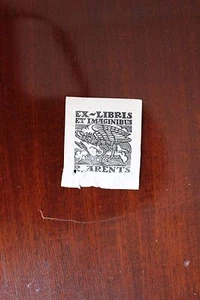 EX-LIBRIS
ET IMAGINIBUS
R. ARENTS